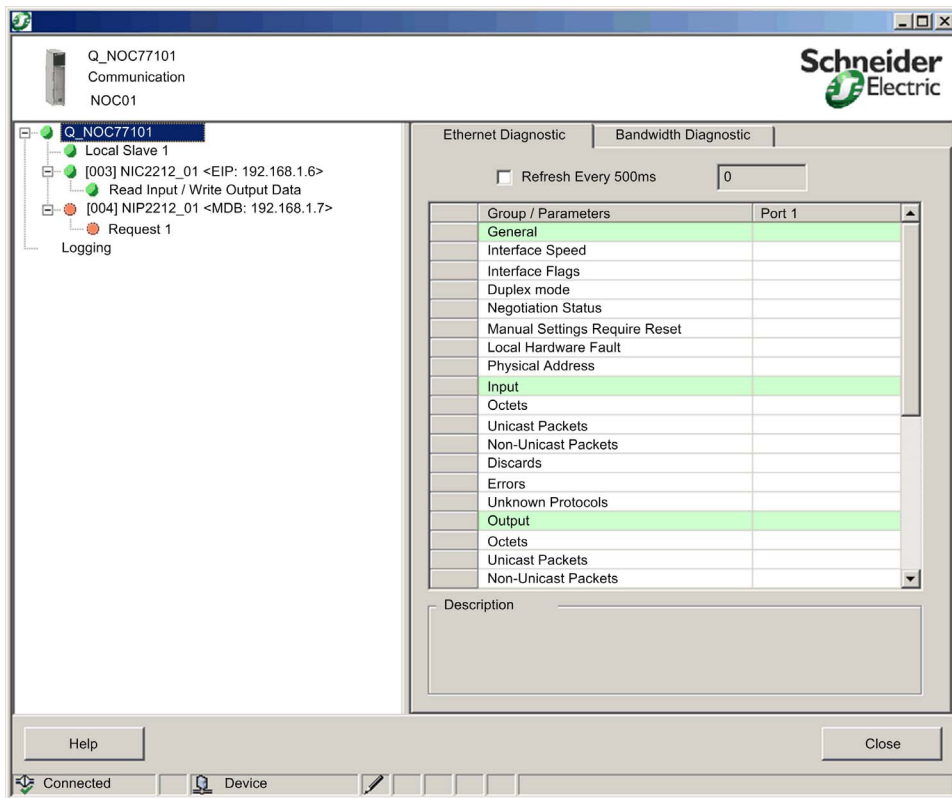 Q_NOC77101
Communication
NOC01
Schneider
Electric
Q_NOC77101
Local Slave 1
[003] NIC2212_01 <EIP: 192.168.1.6>
Read Input / Write Output Data
[004] NIP2212_01 <MDB: 192.168.1.7>
Request 1
Logging
Ethernet Diagnostic
Bandwidth Diagnostic
Refresh Every 500ms
0
Group / Parameters Port 1
General
Interface Speed
Interface Flags
Duplex mode
Negotiation Status
Manual Settings Require Reset
Local Hardware Fault
Physical Address
Input
Octets
Unicast Packets
Non-Unicast Packets
Discards
Errors
Unknown Protocols
Output
Octets
Unicast Packets
Non-Unicast Packets
Description
Help
Close
Connected
Device